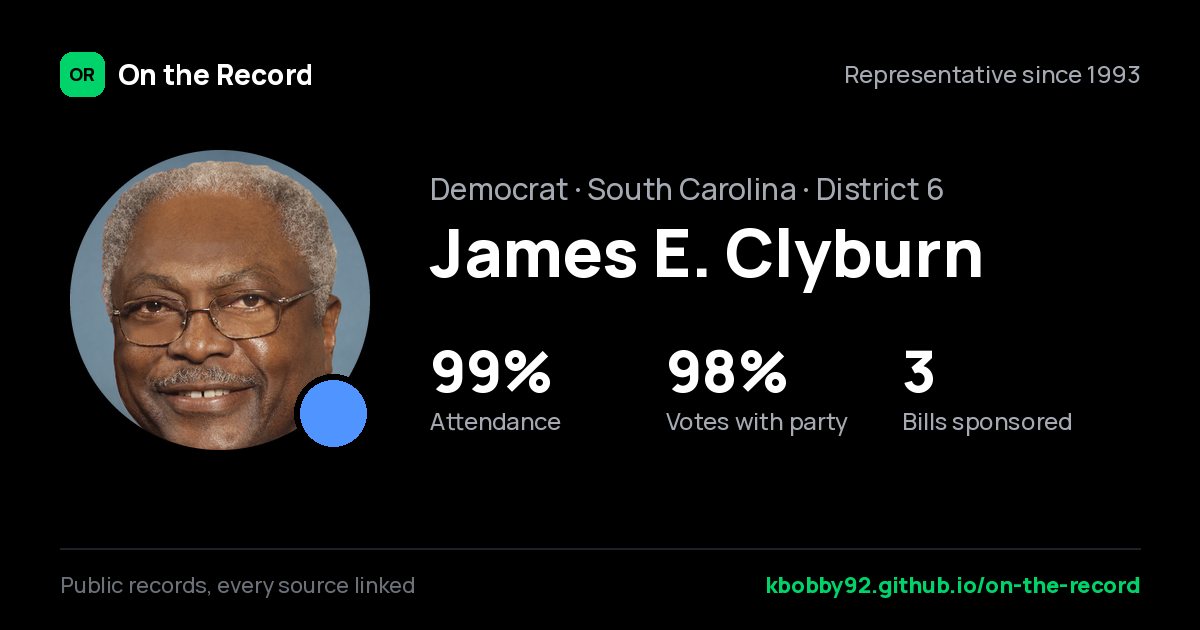 OR On the Record
Representative since 1993
Democrat · South Carolina · District 6
James E. Clyburn
99% 98% 3
Attendance Votes with party Bills sponsored
Public records, every source linked
kbobby92.github.io/on-the-record